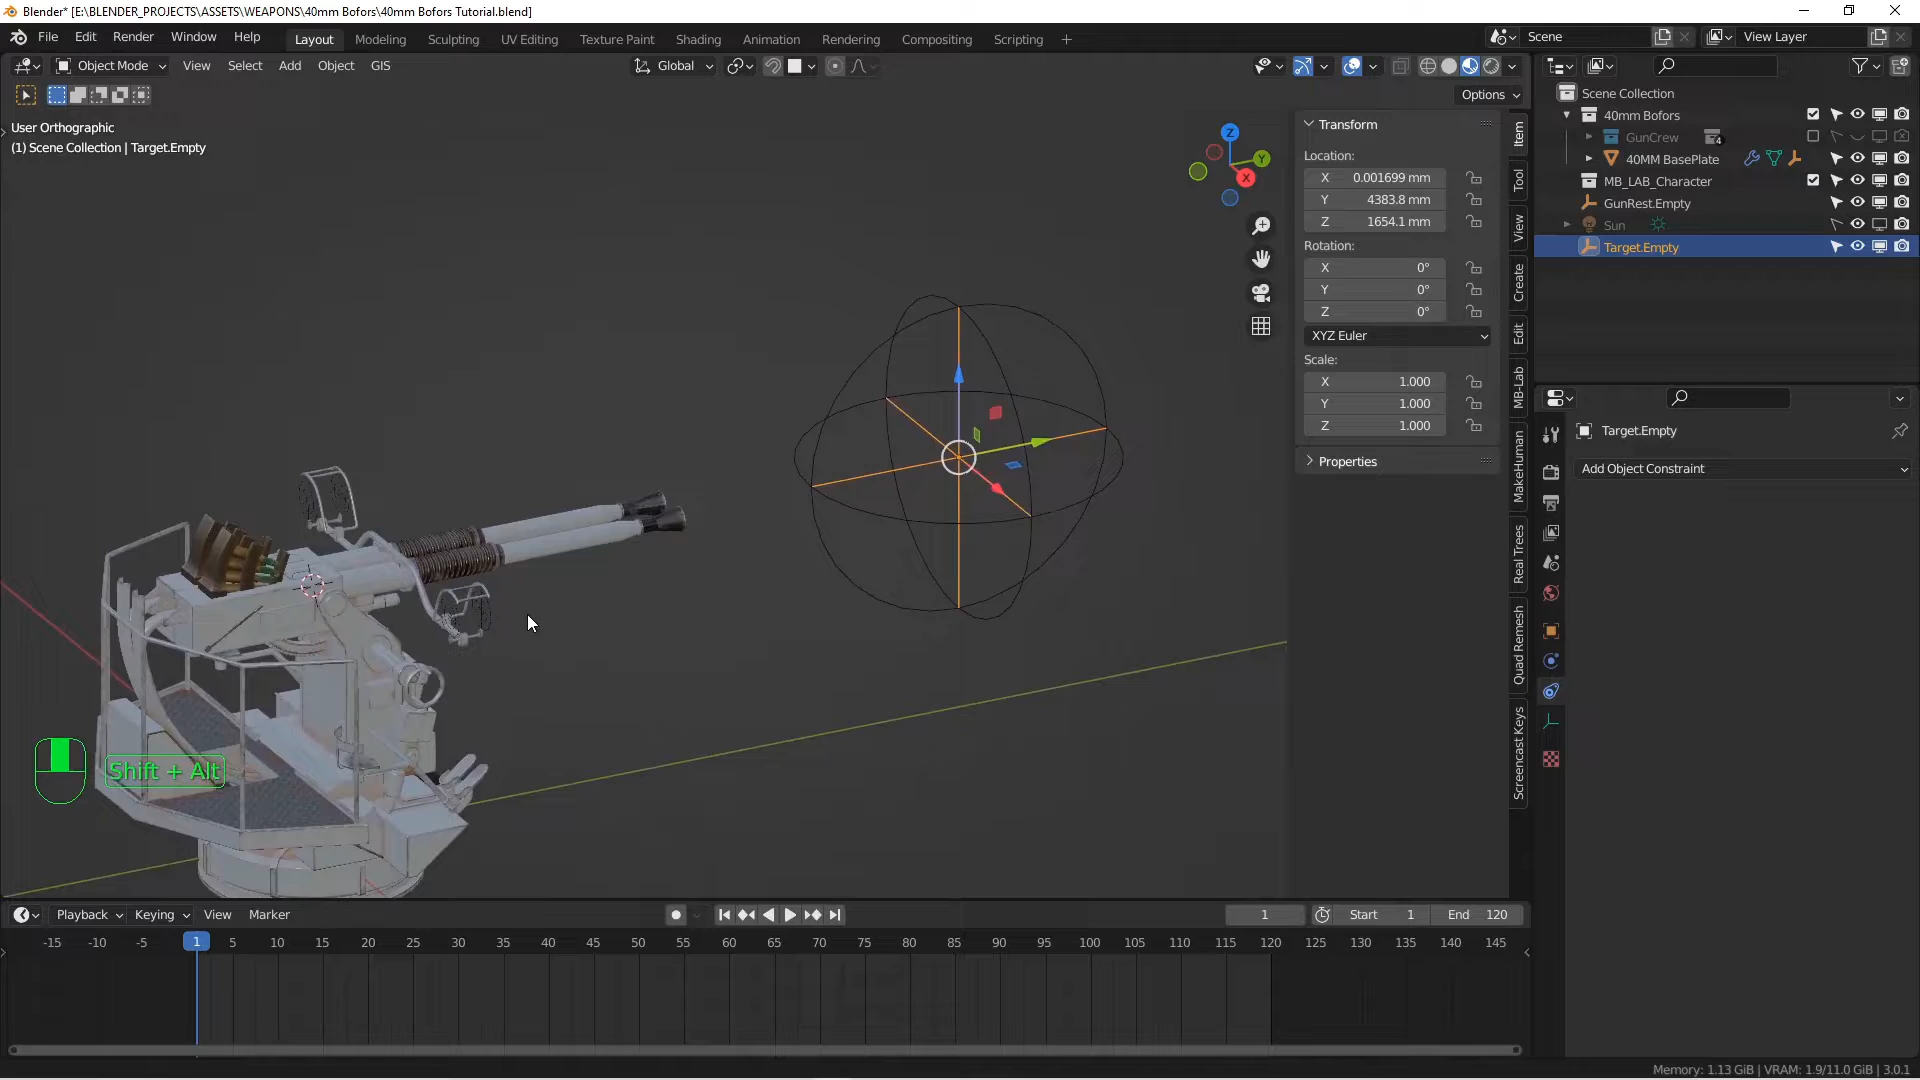 Blender* [E:\BLENDER_PROJECTS\ASSETS\WEAPONS\40mm Bofors\40mm Bofors Tutorial.blend]
File Edit Render Window Help Layout Modeling Sculpting UV Editing Texture Paint Shading Animation Rendering Compositing Scripting + Scene View Layer
Object Mode View Select Add Object GIS Global
Options
User Orthographic
(1) Scene Collection | Target.Empty
Z
Y
X
Transform
Location:
X 0.001699 mm
Y 4383.8 mm
Z 1654.1 mm
Rotation:
X 0°
Y 0°
Z 0°
XYZ Euler
Scale:
X 1.000
Y 1.000
Z 1.000
Properties
Item
Tool
View
Create
Edit
MB-Lab
MakeHuman
Real Trees
Quad Remesh
Screencast Keys
Scene Collection
40mm Bofors
GunCrew 4
40MM BasePlate
MB_LAB_Character
GunRest.Empty
Sun
Target.Empty
Target.Empty
Add Object Constraint
Shift + Alt
Playback Keying View Marker 1 Start 1 End 120
-15 -10 -5 1 5 10 15 20 25 30 35 40 45 50 55 60 65 70 75 80 85 90 95 100 105 110 115 120 125 130 135 140 145
Memory: 1.13 GiB | VRAM: 1.9/11.0 GiB | 3.0.1